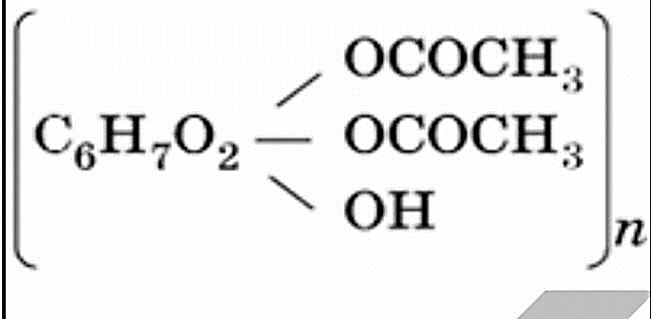 OCOCH₃
C₆H₇O₂ — OCOCH₃
OH
n